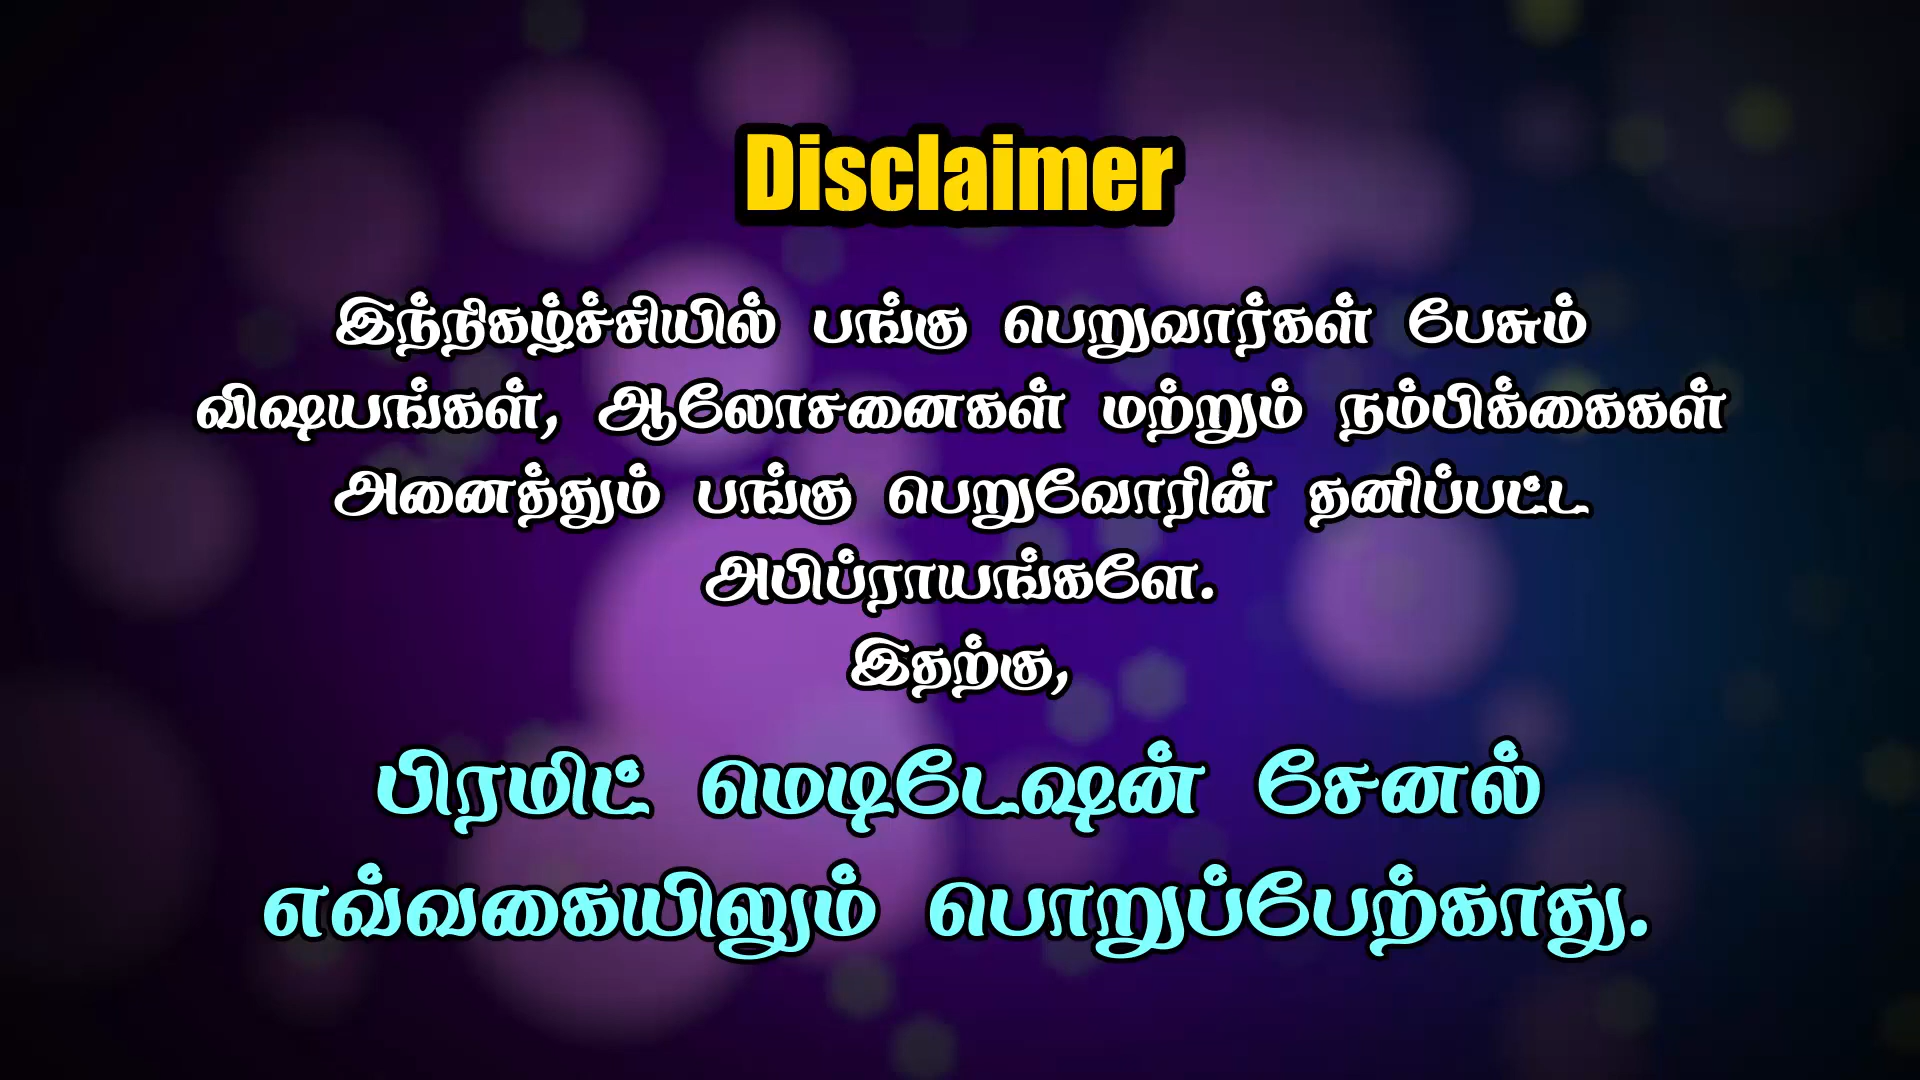 Disclaimer
இந்நிகழ்ச்சியில் பங்கு பெறுவார்கள் பேசும்
விஷயங்கள், ஆலோசனைகள் மற்றும் நம்பிக்கைகள்
அனைத்தும் பங்கு பெறுவோரின் தனிப்பட்ட
அபிப்ராயங்களே.
இதற்கு,
பிரமிட் மெடிடேஷன் சேனல்
எவ்வகையிலும் பொறுப்பேற்காது.